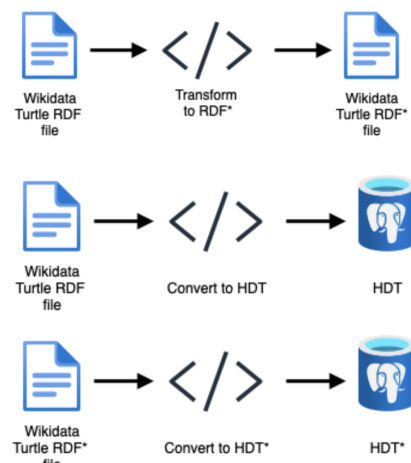 Wikidata
Turtle RDF
file
Transform
to RDF*
Wikidata
Turtle RDF*
file
Wikidata
Turtle RDF
file
Convert to HDT
HDT
Wikidata
Turtle RDF*
file
Convert to HDT*
HDT*